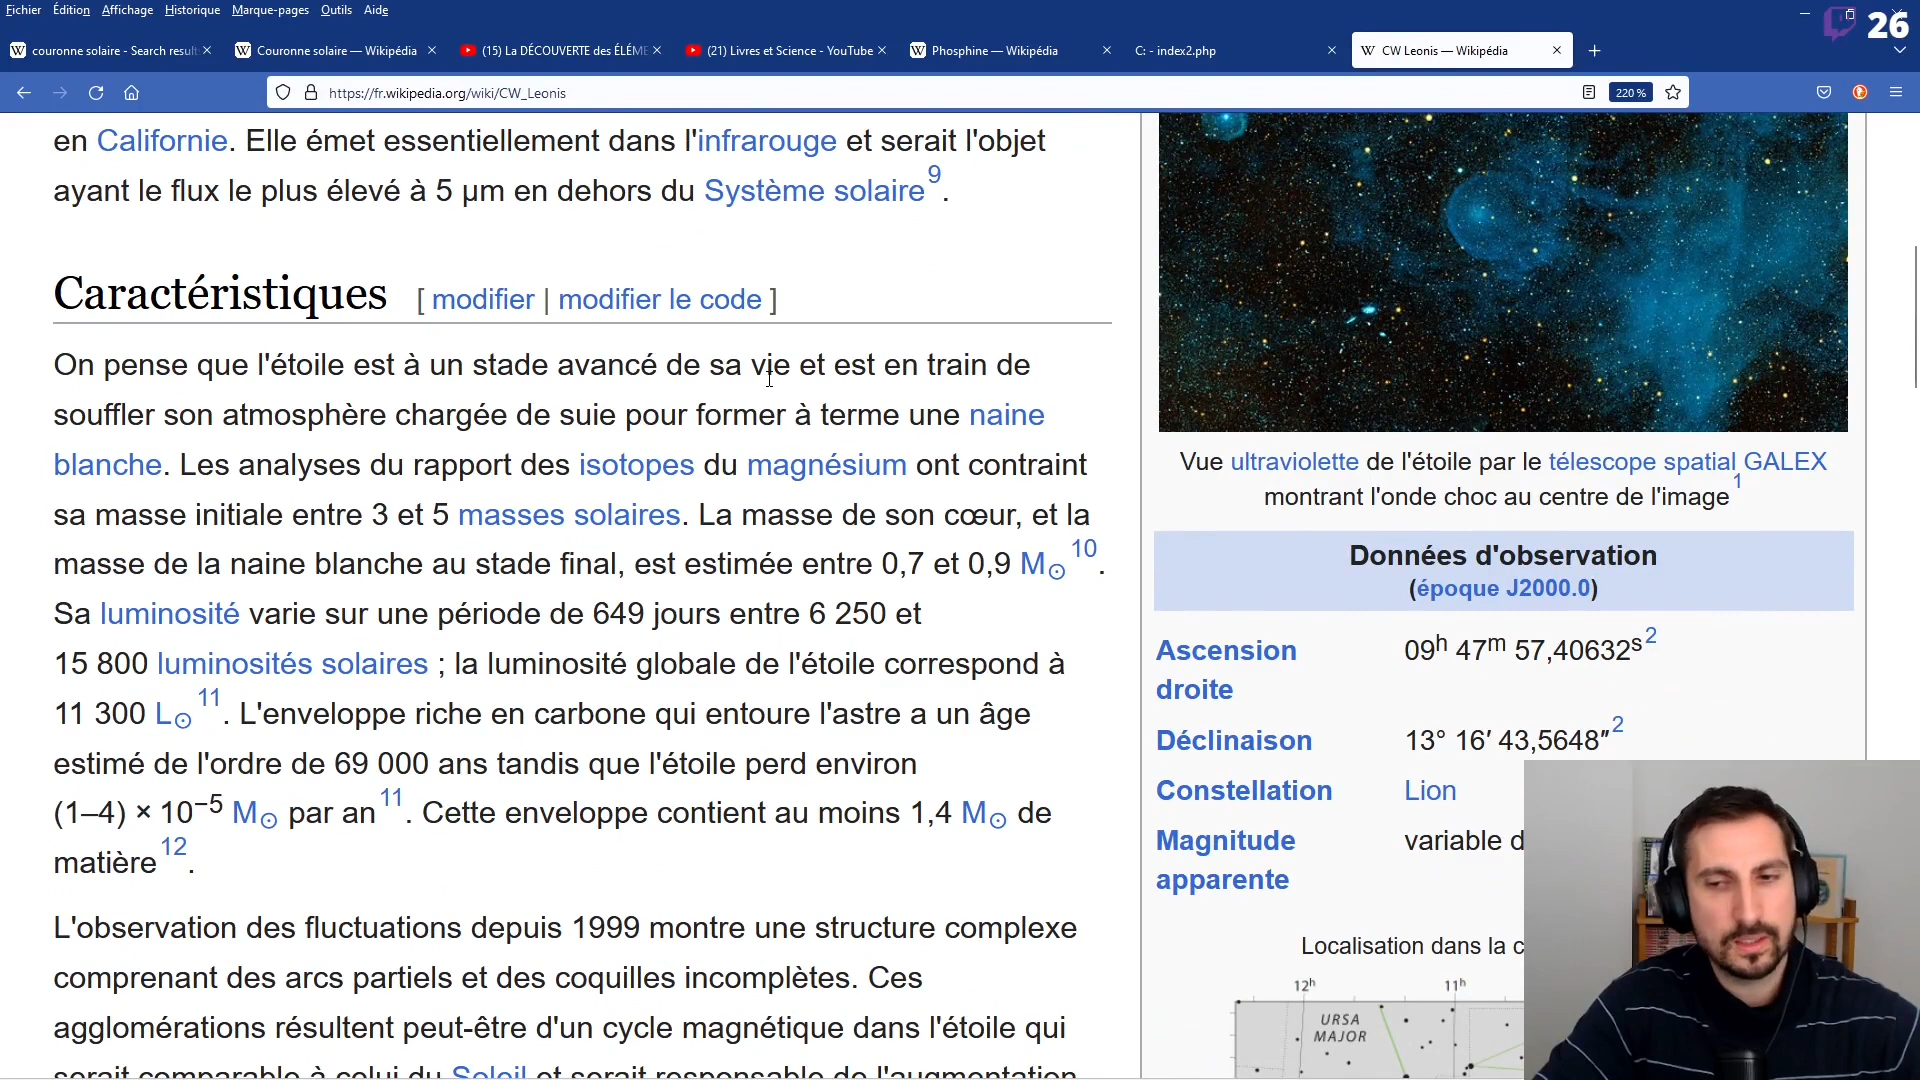 Fichier Édition Affichage Historique Marque-pages Outils Aide
26
couronne solaire - Search result
Couronne solaire — Wikipédia
(15) La DÉCOUVERTE des ÉLÉM
(21) Livres et Science - YouTube
Phosphine — Wikipédia
C: - index2.php
CW Leonis — Wikipédia
https://fr.wikipedia.org/wiki/CW_Leonis
220 %
en Californie. Elle émet essentiellement dans l'infrarouge et serait l'objet
ayant le flux le plus élevé à 5 µm en dehors du Système solaire9.
Caractéristiques [ modifier | modifier le code ]
On pense que l'étoile est à un stade avancé de sa vie et est en train de
souffler son atmosphère chargée de suie pour former à terme une naine
blanche. Les analyses du rapport des isotopes du magnésium ont contraint
sa masse initiale entre 3 et 5 masses solaires. La masse de son cœur, et la
masse de la naine blanche au stade final, est estimée entre 0,7 et 0,9 M☉10.
Sa luminosité varie sur une période de 649 jours entre 6 250 et
15 800 luminosités solaires ; la luminosité globale de l'étoile correspond à
11 300 L☉11. L'enveloppe riche en carbone qui entoure l'astre a un âge
estimé de l'ordre de 69 000 ans tandis que l'étoile perd environ
(1–4) × 10−5 M☉ par an11. Cette enveloppe contient au moins 1,4 M☉ de
matière12.
L'observation des fluctuations depuis 1999 montre une structure complexe
comprenant des arcs partiels et des coquilles incomplètes. Ces
agglomérations résultent peut-être d'un cycle magnétique dans l'étoile qui
serait comparable à celui du Soleil et serait responsable de l'augmentation
Vue ultraviolette de l'étoile par le télescope spatial GALEX
montrant l'onde choc au centre de l'image1
Données d'observation
(époque J2000.0)
Ascension droite 09h 47m 57,40632s2
Déclinaison 13° 16′ 43,5648″2
Constellation Lion
Magnitude apparente variable d
Localisation dans la c
12h 11h
URSA
MAJOR